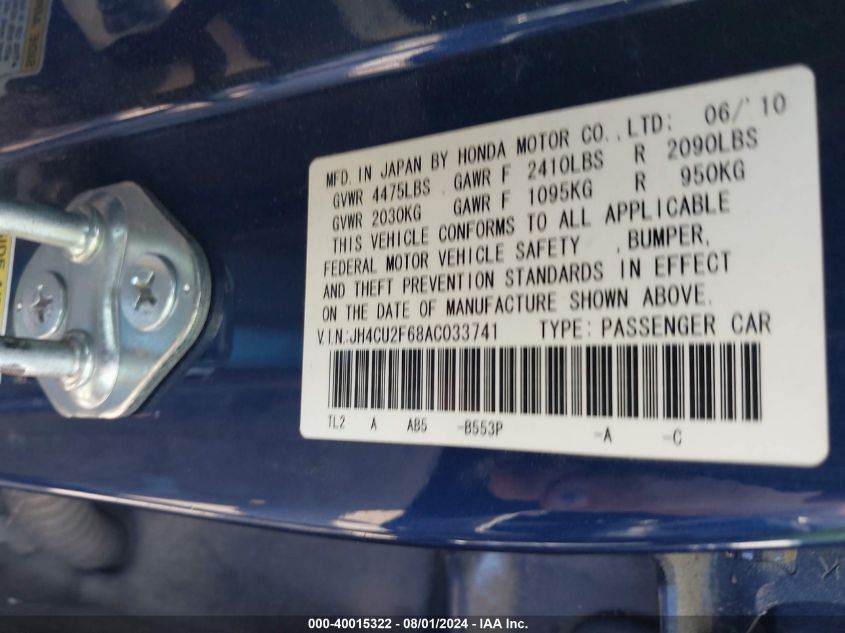 MFD. IN JAPAN BY HONDA MOTOR CO., LTD: 06/'10
GVWR 4475LBS GAWR F 2410LBS R 2090LBS
GVWR 2030KG GAWR F 1095KG R 950KG
THIS VEHICLE CONFORMS TO ALL APPLICABLE
FEDERAL MOTOR VEHICLE SAFETY , BUMPER,
AND THEFT PREVENTION STANDARDS IN EFFECT
ON THE DATE OF MANUFACTURE SHOWN ABOVE.
V.I.N.:JH4CU2F68AC033741 TYPE: PASSENGER CAR
TL2 A AB5 -B553P -A -C
000-40015322 - 08/01/2024 - IAA Inc.